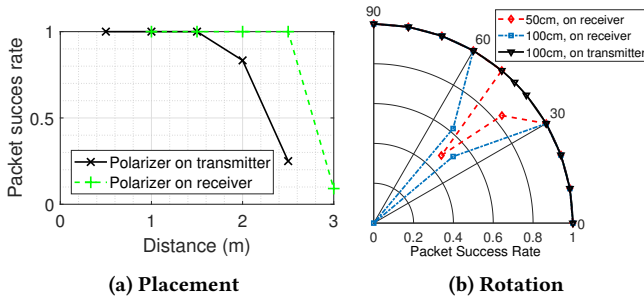 Packet succes rate
1
0.5
0
0
1
2
3
Distance (m)
Polarizer on transmitter
Polarizer on receiver
(a) Placement
90
60
30
0
50cm, on receiver
100cm, on receiver
100cm, on transmitter
0
0.2
0.4
0.6
0.8
1
Packet Success Rate
(b) Rotation